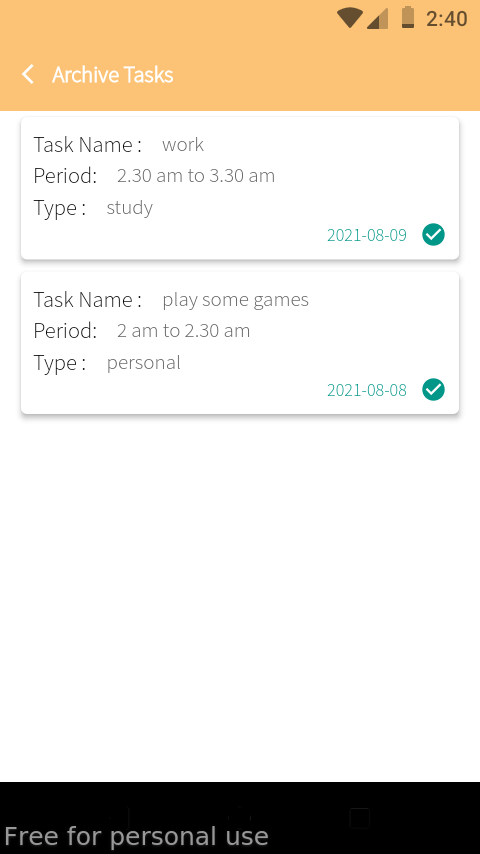 2:40
Archive Tasks
Task Name : work
Period: 2.30 am to 3.30 am
Type : study
2021-08-09
Task Name : play some games
Period: 2 am to 2.30 am
Type : personal
2021-08-08
Free for personal use